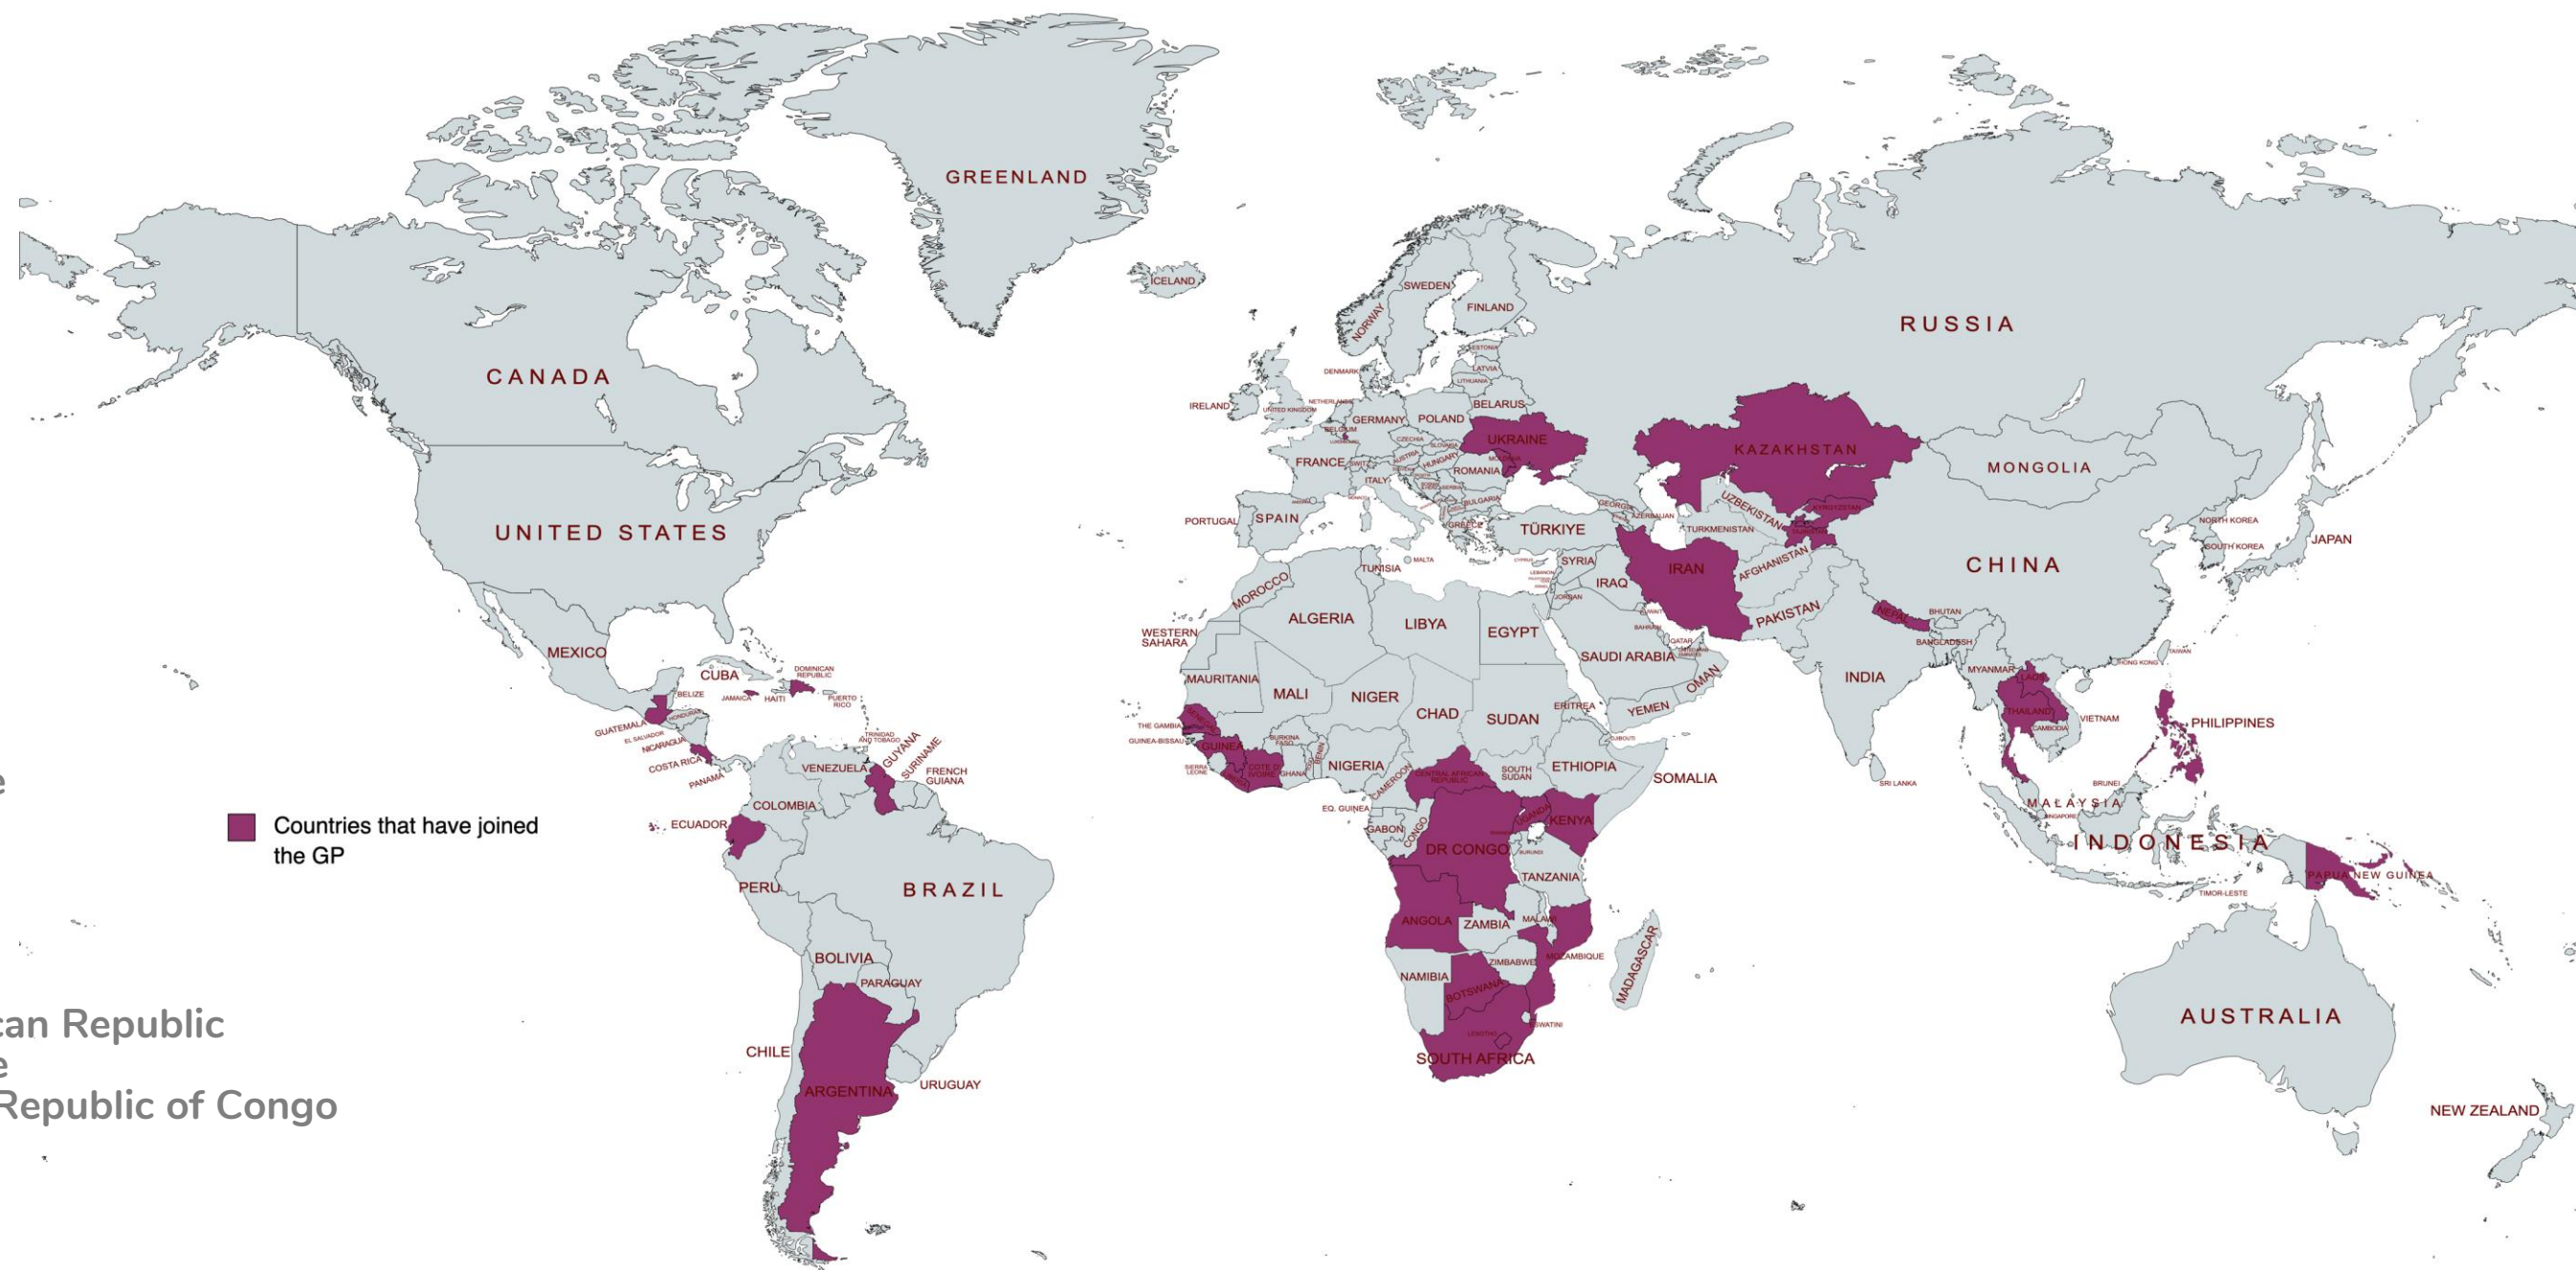 GREENLAND
ICELAND
SWEDEN
NORWAY
FINLAND
RUSSIA
CANADA
ESTONIA
LATVIA
LITHUANIA
DENMARK
IRELAND
UNITED KINGDOM
NETHERLANDS
BELARUS
GERMANY
POLAND
BELGIUM
UKRAINE
CZECHIA
SLOVAKIA
KAZAKHSTAN
FRANCE
AUSTRIA
HUNGARY
MOLDOVA
ROMANIA
MONGOLIA
ITALY
BULGARIA
UZBEKISTAN
KYRGYZSTAN
GEORGIA
AZERBAIJAN
PORTUGAL
SPAIN
GREECE
TÜRKIYE
TURKMENISTAN
NORTH KOREA
SOUTH KOREA
JAPAN
UNITED STATES
MALTA
TUNISIA
CYPRUS
SYRIA
LEBANON
IRAQ
IRAN
AFGHANISTAN
CHINA
MOROCCO
JORDAN
KUWAIT
ALGERIA
LIBYA
EGYPT
PAKISTAN
NEPAL
BHUTAN
WESTERN
SAHARA
BAHRAIN
QATAR
BANGLADESH
SAUDI ARABIA
OMAN
INDIA
MYANMAR
LAOS
HONG KONG
TAIWAN
MEXICO
CUBA
DOMINICAN
REPUBLIC
JAMAICA
HAITI
PUERTO
RICO
BELIZE
HONDURAS
GUATEMALA
EL SALVADOR
NICARAGUA
COSTA RICA
PANAMA
TRINIDAD
AND TOBAGO
MAURITANIA
MALI
NIGER
CHAD
SUDAN
ERITREA
YEMEN
SENEGAL
THE GAMBIA
GUINEA-BISSAU
GUINEA
BURKINA
FASO
BENIN
DJIBOUTI
SIERRA
LEONE
LIBERIA
COTE D'
IVOIRE
GHANA
NIGERIA
CAMEROON
CENTRAL AFRICAN
REPUBLIC
SOUTH
SUDAN
ETHIOPIA
SOMALIA
THAILAND
CAMBODIA
VIETNAM
PHILIPPINES
SRI LANKA
BRUNEI
MALAYSIA
SINGAPORE
INDONESIA
VENEZUELA
GUYANA
SURINAME
FRENCH
GUIANA
COLOMBIA
ECUADOR
EQ. GUINEA
GABON
CONGO
UGANDA
KENYA
DR CONGO
BURUNDI
TANZANIA
PAPUA NEW GUINEA
TIMOR-LESTE
e
Countries that have joined
the GP
PERU
BRAZIL
ANGOLA
ZAMBIA
MALAWI
MOZAMBIQUE
ZIMBABWE
MADAGASCAR
BOLIVIA
PARAGUAY
NAMIBIA
BOTSWANA
ESWATINI
LESOTHO
SOUTH AFRICA
AUSTRALIA
can Republic
e
Republic of Congo
CHILE
ARGENTINA
URUGUAY
NEW ZEALAND